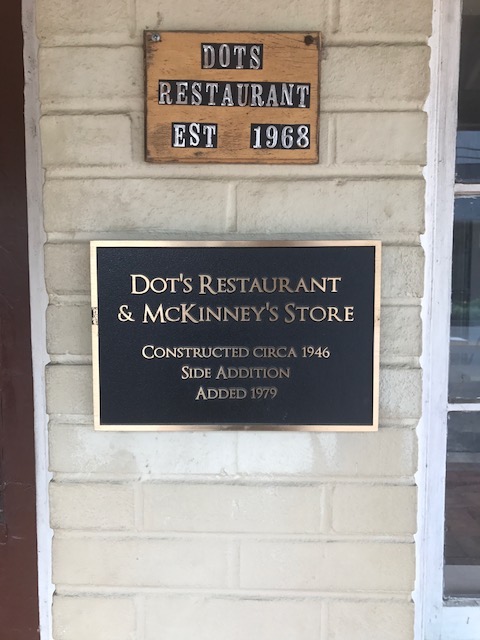 DOTS
RESTAURANT
EST 1968
DOT'S RESTAURANT
& MCKINNEY'S STORE
CONSTRUCTED CIRCA 1946
SIDE ADDITION
ADDED 1979